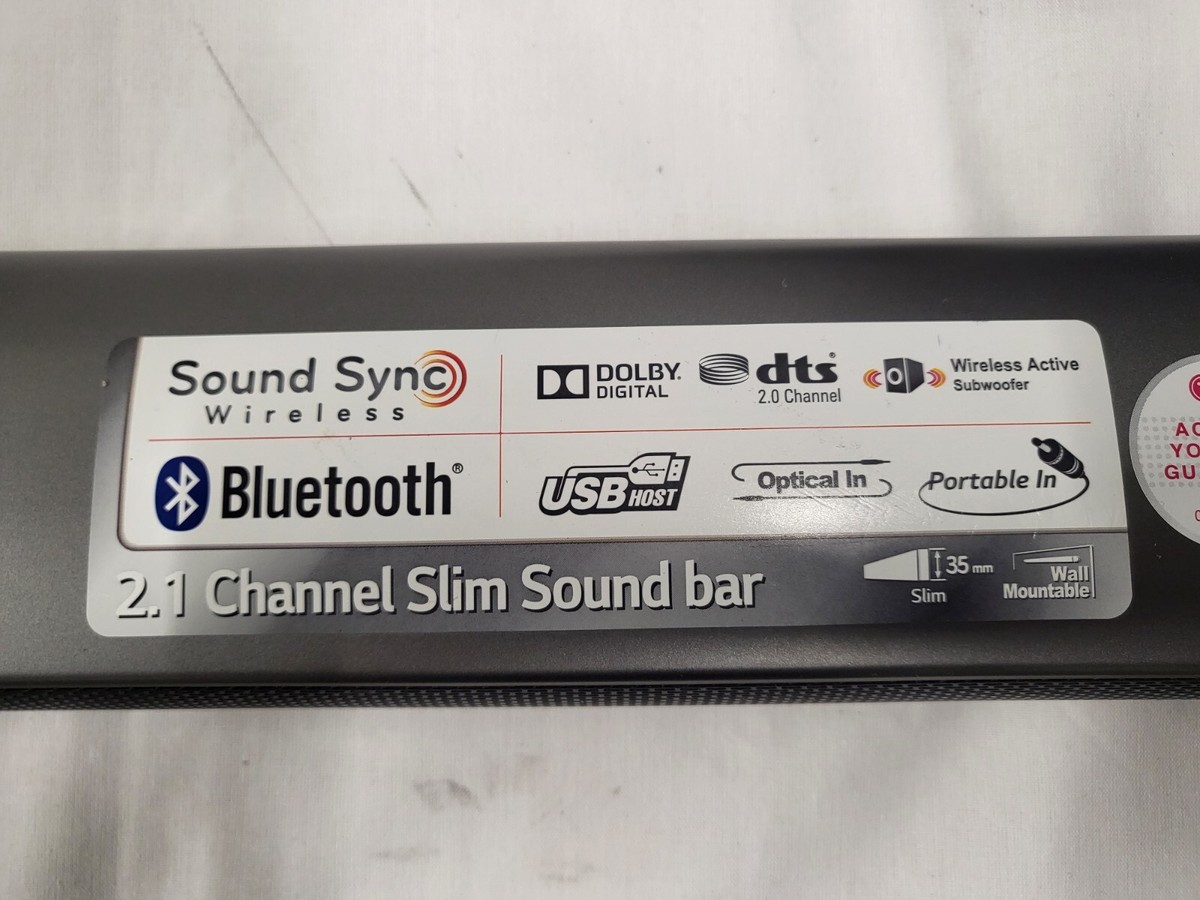 Sound Sync
Wireless
DOLBY
DIGITAL
dts®
2.0 Channel
Wireless Active
Subwoofer
Bluetooth®
USB HOST
Optical In
Portable In
2.1 Channel Slim Sound bar
35 mm
Slim
Wall
Mountable